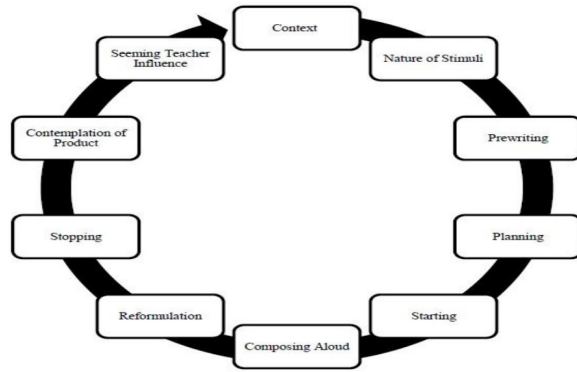 Context
Nature of Stimuli
Prewriting
Planning
Starting
Composing Aloud
Reformulation
Stopping
Contemplation of
Product
Seeming Teacher
Influence